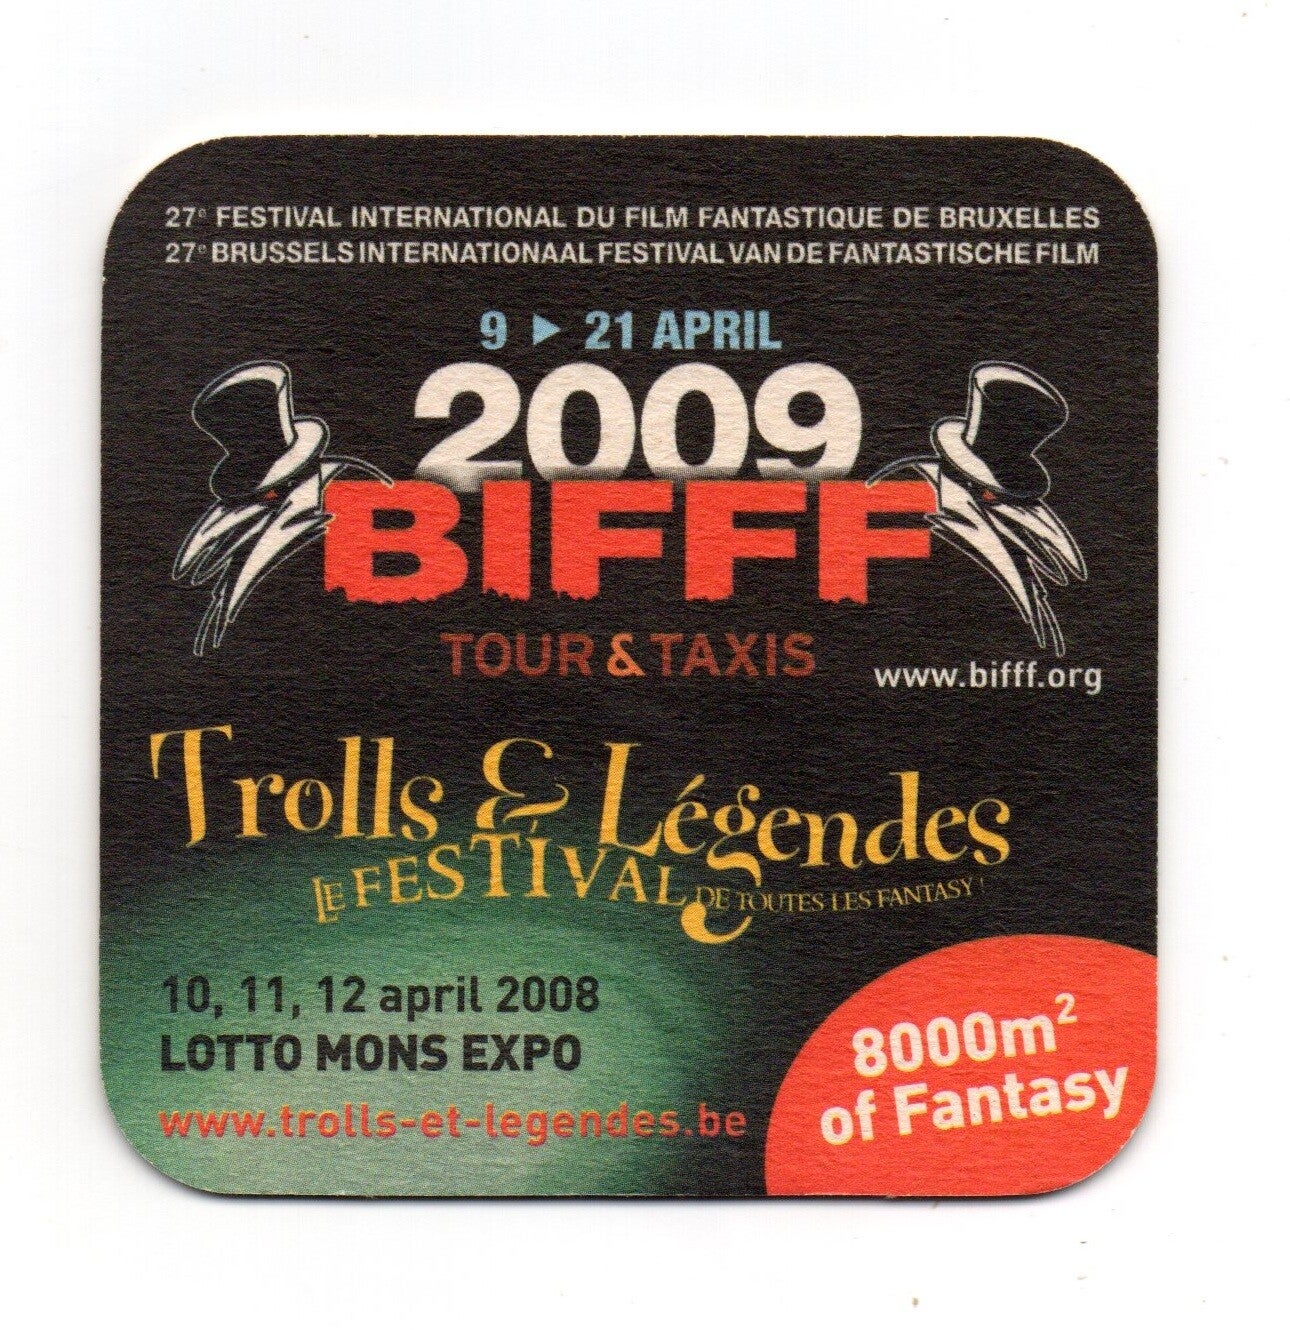 27e FESTIVAL INTERNATIONAL DU FILM FANTASTIQUE DE BRUXELLES
27e BRUSSELS INTERNATIONAAL FESTIVAL VAN DE FANTASTISCHE FILM
9 ► 21 APRIL
2009
BIFFF
TOUR & TAXIS
www.bifff.org
Trolls & Légendes
LE FESTIVAL DE TOUTES LES FANTASY !
10, 11, 12 april 2008
LOTTO MONS EXPO
www.trolls-et-legendes.be
8000m²
of Fantasy